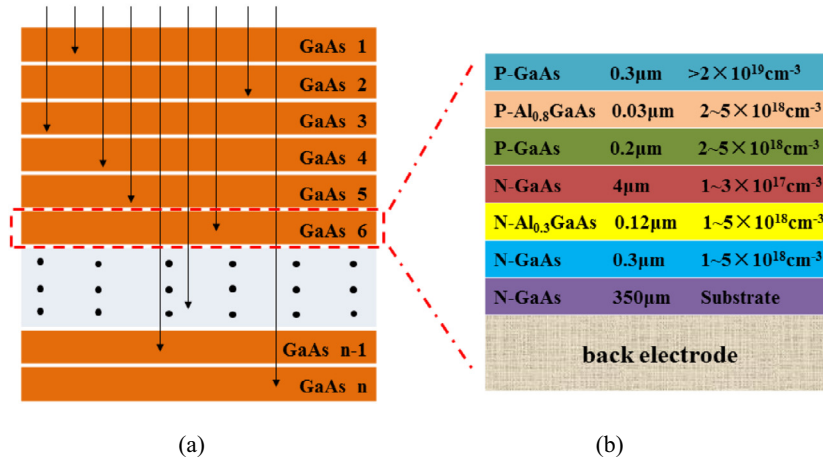 GaAs 1
GaAs 2
GaAs 3
GaAs 4
GaAs 5
GaAs 6
GaAs n-1
GaAs n
(a)
P-GaAs 0.3μm >2×10¹⁹cm⁻³
P-Al₀.₈GaAs 0.03μm 2~5×10¹⁸cm⁻³
P-GaAs 0.2μm 2~5×10¹⁸cm⁻³
N-GaAs 4μm 1~3×10¹⁷cm⁻³
N-Al₀.₃GaAs 0.12μm 1~5×10¹⁸cm⁻³
N-GaAs 0.3μm 1~5×10¹⁸cm⁻³
N-GaAs 350μm Substrate
back electrode
(b)